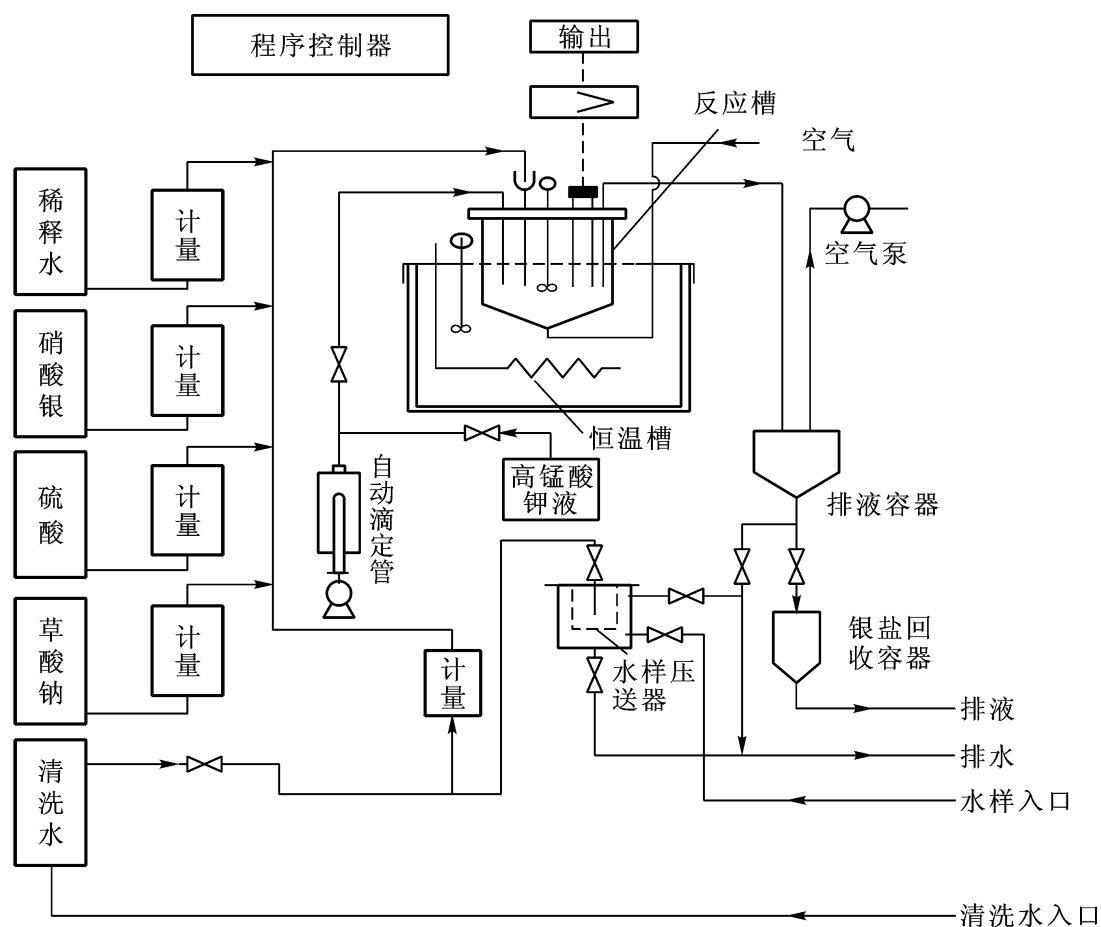 程序控制器
输出
反应槽
空气
稀
释
水
计
量
空气泵
硝
酸
银
计
量
恒温槽
硫
酸
计
量
自
动
滴
定
管
高锰酸
钾液
排液容器
草
酸
钠
计
量
计
量
水样压
送器
银盐回
收容器
排液
排水
清
洗
水
水样入口
清洗水入口